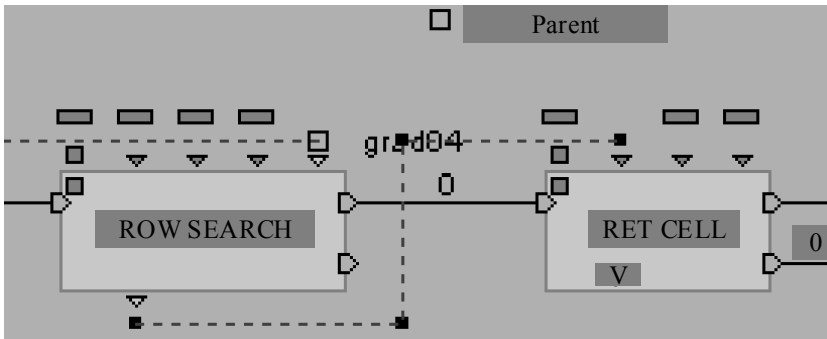 Parent
grad04
0
ROW SEARCH
RET CELL
0
V